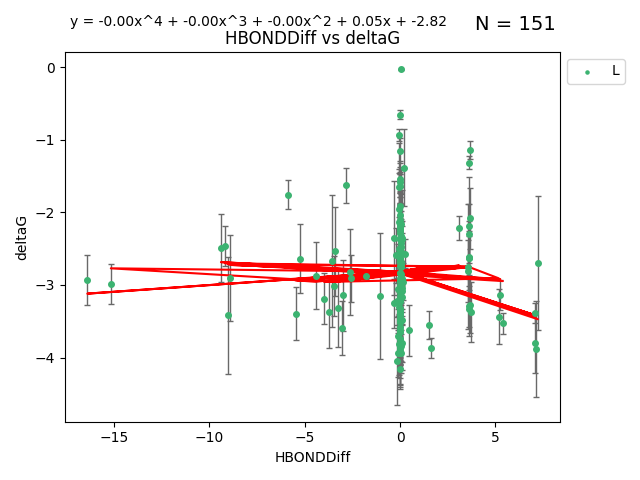 y = -0.00x^4 + -0.00x^3 + -0.00x^2 + 0.05x + -2.82
N = 151
HBONDDiff vs deltaG
L
deltaG
0
−1
−2
−3
−4
−15
−10
−5
0
5
HBONDDiff